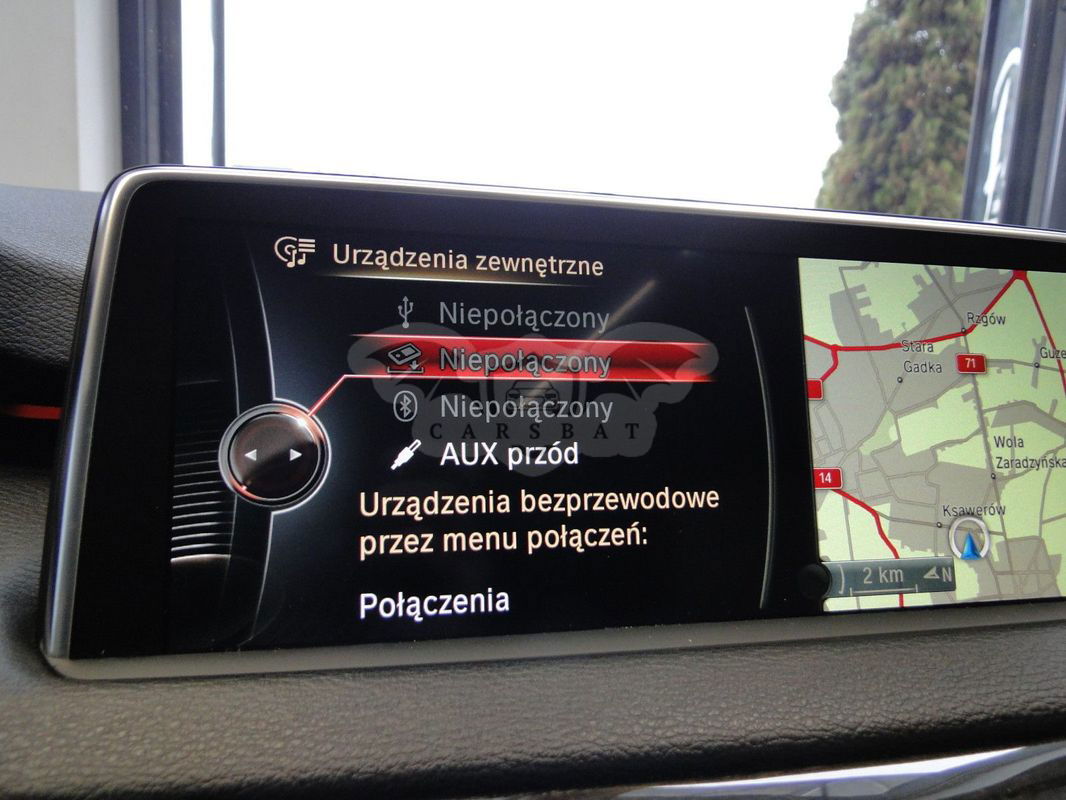 Urządzenia zewnętrzne
Niepołączony
Niepołączony
Niepołączony
CARSBAT
AUX przód
Urządzenia bezprzewodowe
przez menu połączeń:
Połączenia
Rzgów
Stara
Gadka
71
14
Wola
Zaradzyńska
Ksawerów
2 km
N